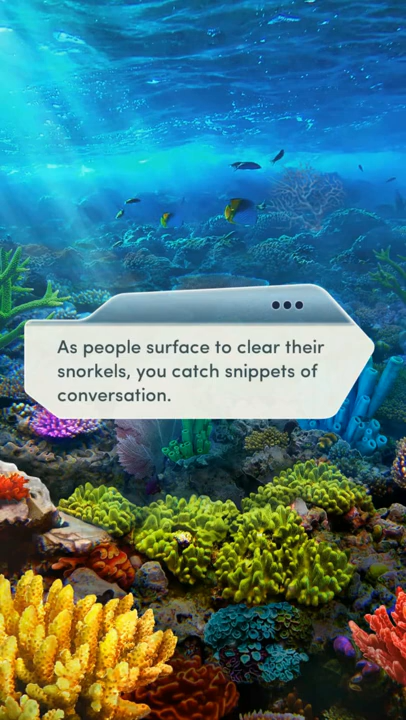 As people surface to clear their
snorkels, you catch snippets of
conversation.